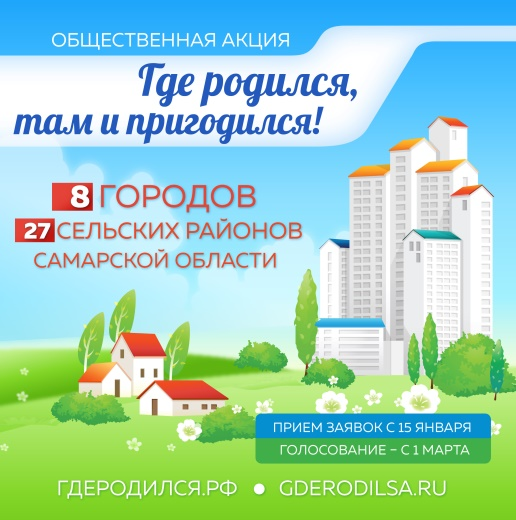 ОБЩЕСТВЕННАЯ АКЦИЯ
Где родился,
там и пригодился!
8 ГОРОДОВ
27 СЕЛЬСКИХ РАЙОНОВ
САМАРСКОЙ ОБЛАСТИ
ПРИЕМ ЗАЯВОК С 15 ЯНВАРЯ
ГОЛОСОВАНИЕ – С 1 МАРТА
ГДЕРОДИЛСЯ.РФ ● GDERODILSA.RU